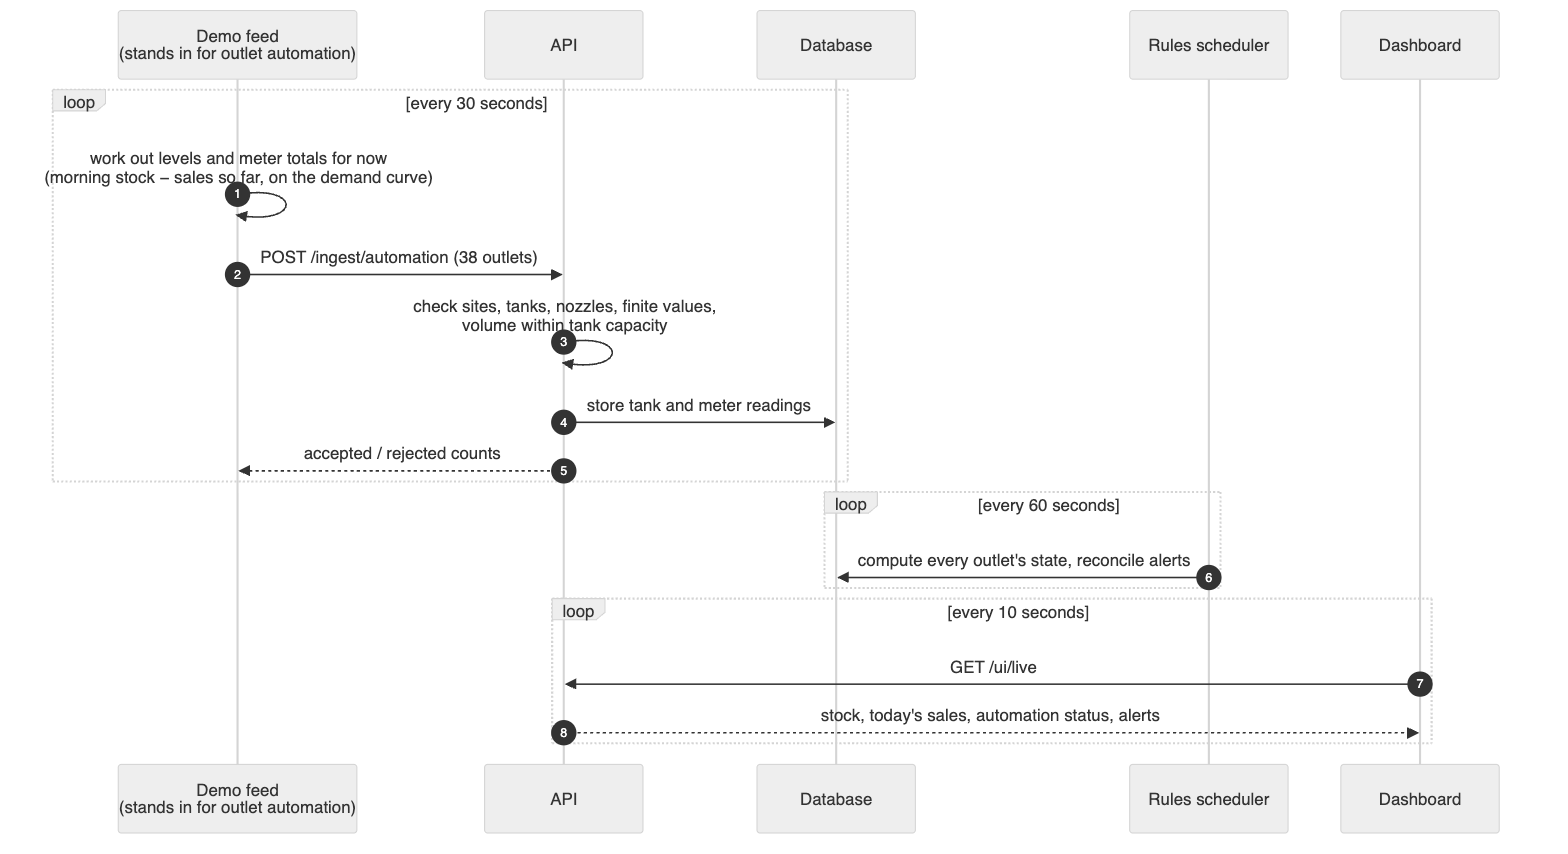 Demo feed
(stands in for outlet automation)
API
Database
Rules scheduler
Dashboard
loop
[every 30 seconds]
work out levels and meter totals for now
(morning stock – sales so far, on the demand curve)
1
POST /ingest/automation (38 outlets)
2
check sites, tanks, nozzles, finite values,
volume within tank capacity
3
store tank and meter readings
4
accepted / rejected counts
5
loop
[every 60 seconds]
compute every outlet's state, reconcile alerts
6
loop
[every 10 seconds]
GET /ui/live
7
stock, today's sales, automation status, alerts
8
Demo feed
(stands in for outlet automation)
API
Database
Rules scheduler
Dashboard